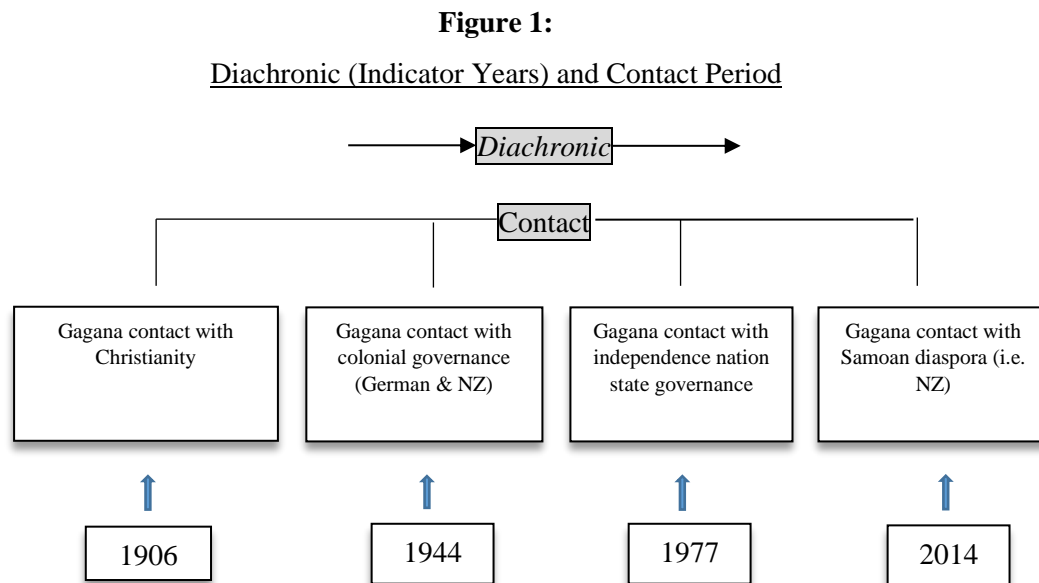 Figure 1:
Diachronic (Indicator Years) and Contact Period
Diachronic
Contact
Gagana contact with
Christianity
Gagana contact with
colonial governance
(German & NZ)
Gagana contact with
independence nation
state governance
Gagana contact with
Samoan diaspora (i.e.
NZ)
1906
1944
1977
2014